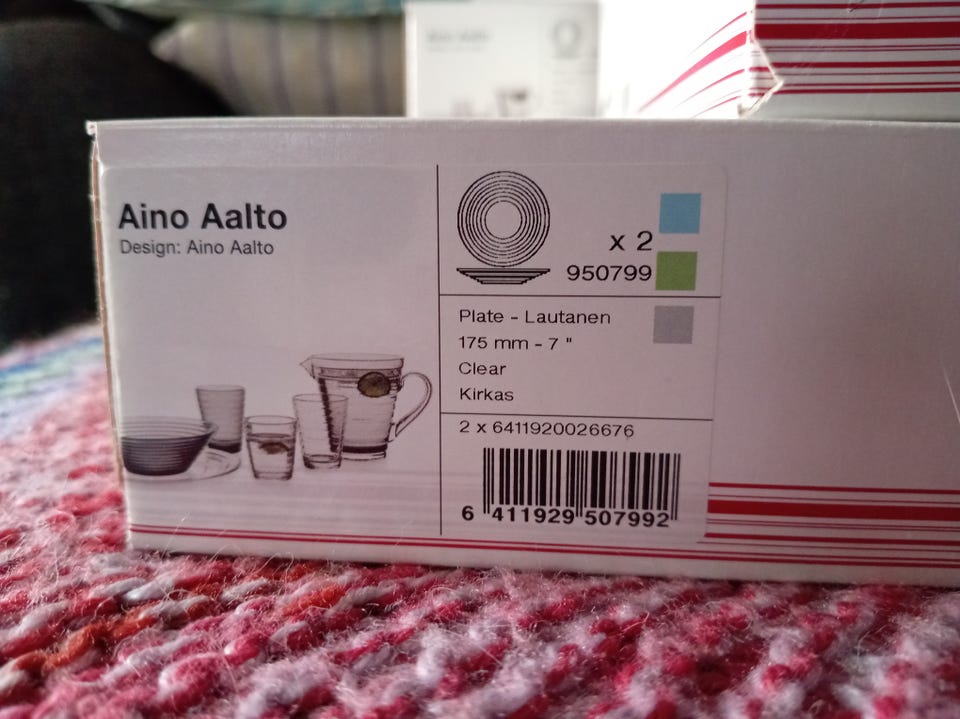 Aino Aalto
Design: Aino Aalto
x 2
950799
Plate - Lautanen
175 mm - 7 "
Clear
Kirkas
2 x 6411920026676
6 411929 507992